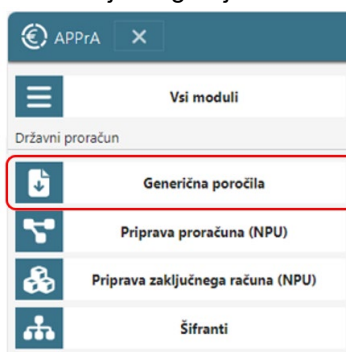 APPrA
Vsi moduli
Državni proračun
Generična poročila
Priprava proračuna (NPU)
Priprava zaključnega računa (NPU)
Šifranti